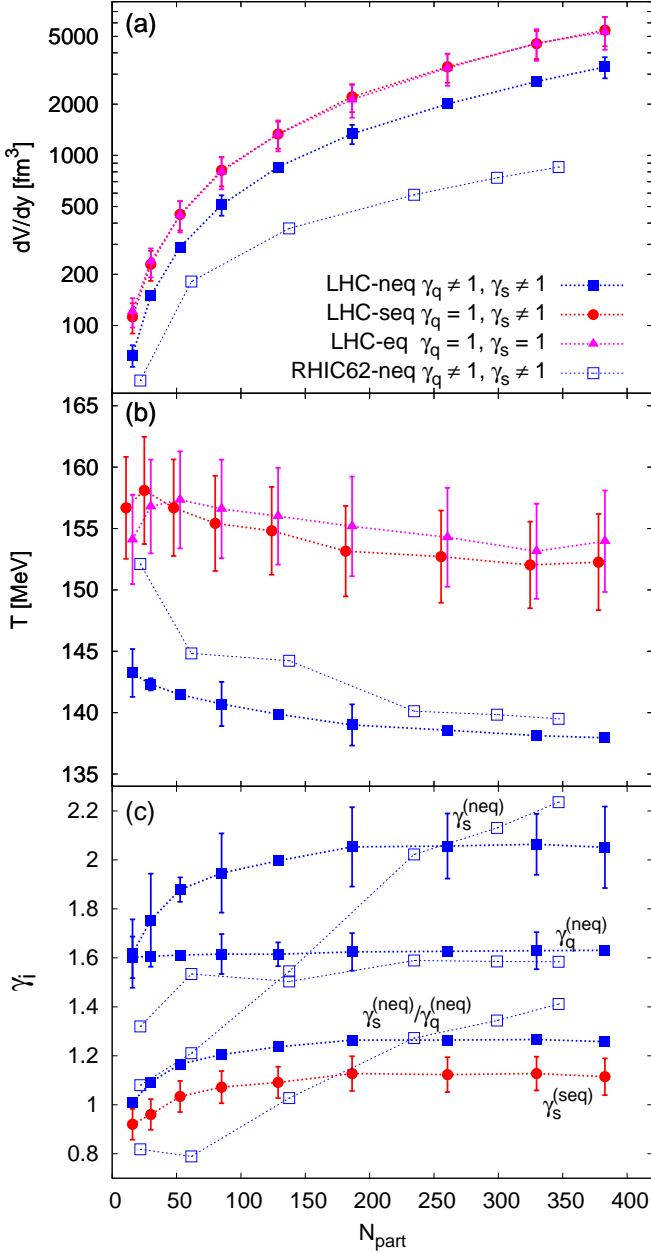 (a)
5000
2000
1000
500
200
100
dV/dy [fm³]
LHC-neq γq ≠ 1, γs ≠ 1
LHC-seq γq = 1, γs ≠ 1
LHC-eq γq = 1, γs = 1
RHIC62-neq γq ≠ 1, γs ≠ 1
(b)
165
160
155
150
145
140
135
T [MeV]
(c)
2.2
2
1.8
1.6
1.4
1.2
1
0.8
γi
γs(neq)
γq(neq)
γs(neq)/γq(neq)
γs(seq)
0 50 100 150 200 250 300 350 400
Npart